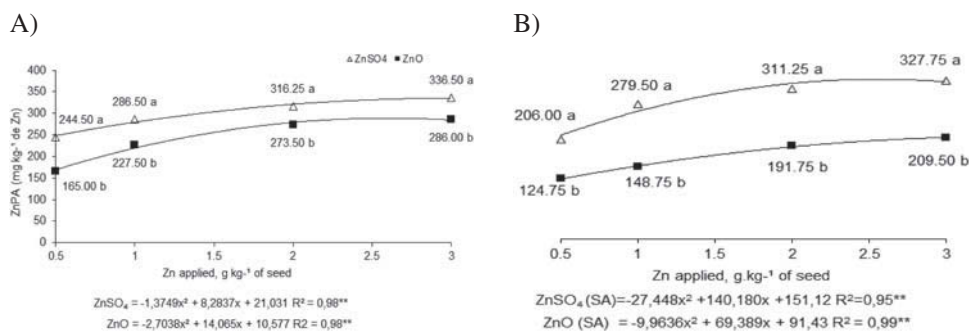 A)
B)
△ZnSO4 ■ZnO
ZnPA (mg kg-¹ de Zn)
400
350
300
250
200
150
100
50
0
244.50 a
286.50 a
316.25 a
336.50 a
165.00 b
227.50 b
273.50 b
286.00 b
0.5 1 1.5 2 2.5 3
Zn applied, g kg-¹ of seed
ZnSO₄ =-1,3749x² + 8,2837x + 21,031 R² = 0,98**
ZnO = -2,7038x² + 14,065x + 10,577 R2 = 0,98**
206.00 a
279.50 a
311.25 a
327.75 a
124.75 b
148.75 b
191.75 b
209.50 b
0.5 1 1.5 2 2.5 3
Zn applied, g.kg-¹ of seed
ZnSO₄ (SA)=-27,448x² +140,180x +151,12 R²=0,95**
ZnO (SA) = -9,9636x² + 69,389x + 91,43 R² = 0,99**